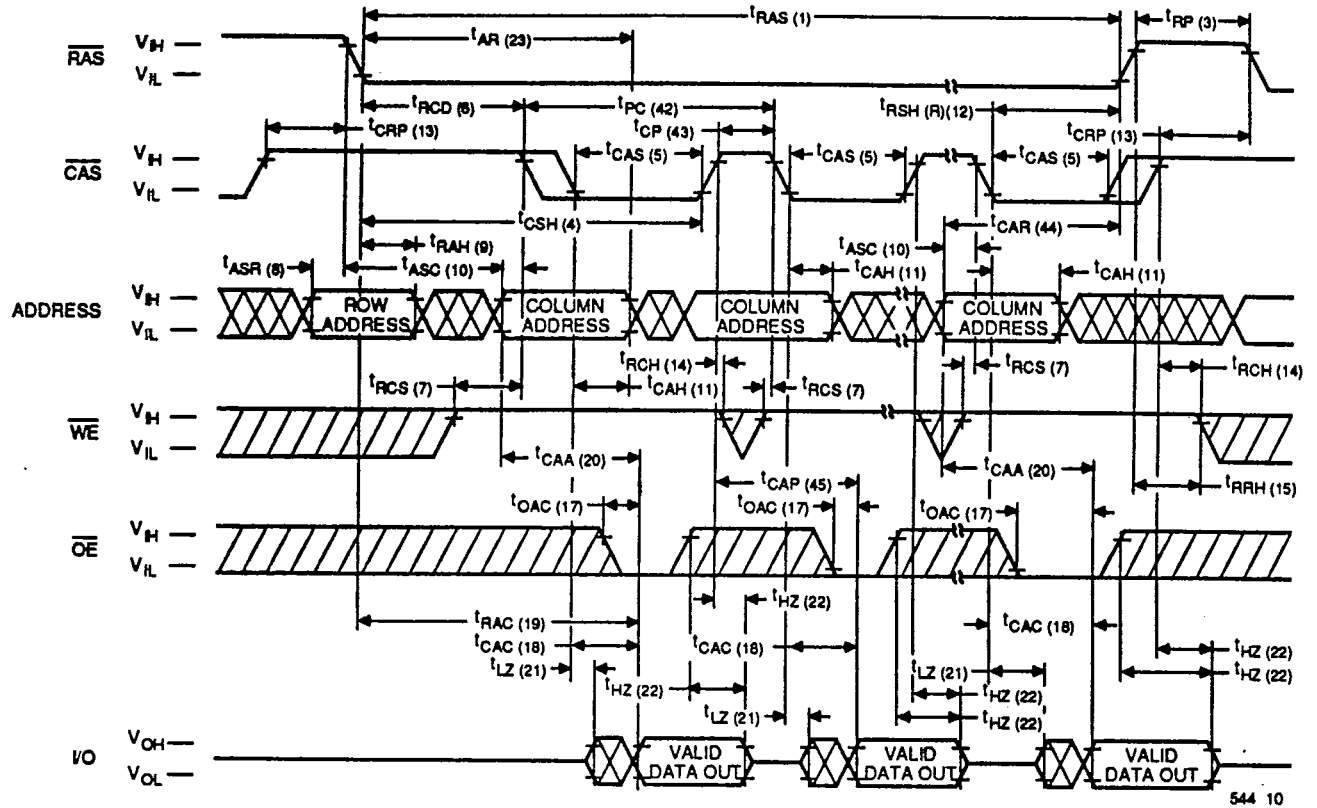 tRAS (1)
tRP (3)
RAS
VIH
VIL
tAR (23)
tRCD (6)
tPC (42)
tRSH (R)(12)
tCRP (13)
tCP (43)
tCRP (13)
CAS
VIH
VIL
tCAS (5)
tCAS (5)
tCAS (5)
tCSH (4)
tCAR (44)
tRAH (9)
tASC (10)
tASR (8)
tASC (10)
tCAH (11)
tCAH (11)
ADDRESS
VIH
VIL
ROW ADDRESS
COLUMN ADDRESS
COLUMN ADDRESS
COLUMN ADDRESS
tRCH (14)
tRCS (7)
tRCH (14)
tRCS (7)
tCAH (11)
tRCS (7)
WE
VIH
VIL
tCAA (20)
tCAA (20)
tCAP (45)
tRRH (15)
tOAC (17)
tOAC (17)
tOAC (17)
OE
VIH
VIL
tHZ (22)
tRAC (19)
tCAC (18)
tCAC (18)
tCAC (18)
tHZ (22)
tLZ (21)
tLZ (21)
tHZ (22)
tHZ (22)
tHZ (22)
tLZ (21)
tHZ (22)
I/O
VOH
VOL
VALID DATA OUT
VALID DATA OUT
VALID DATA OUT
544 10